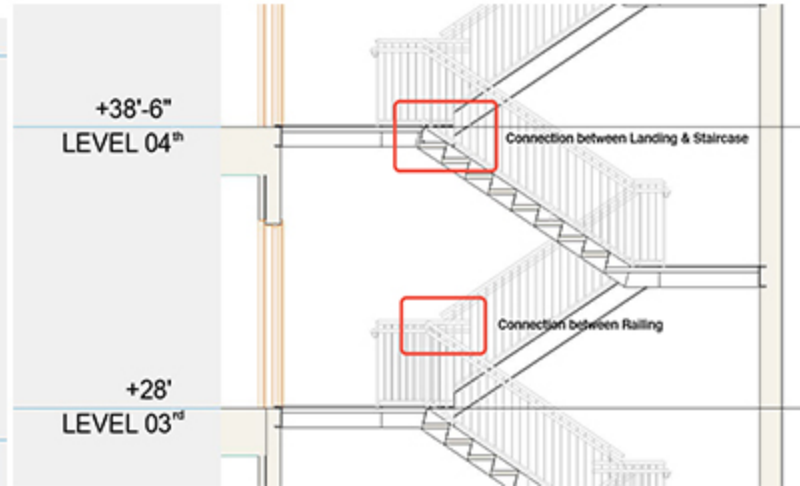 +38'-6"
LEVEL 04th
Connection between Landing & Staircase
Connection between Railing
+28'
LEVEL 03rd